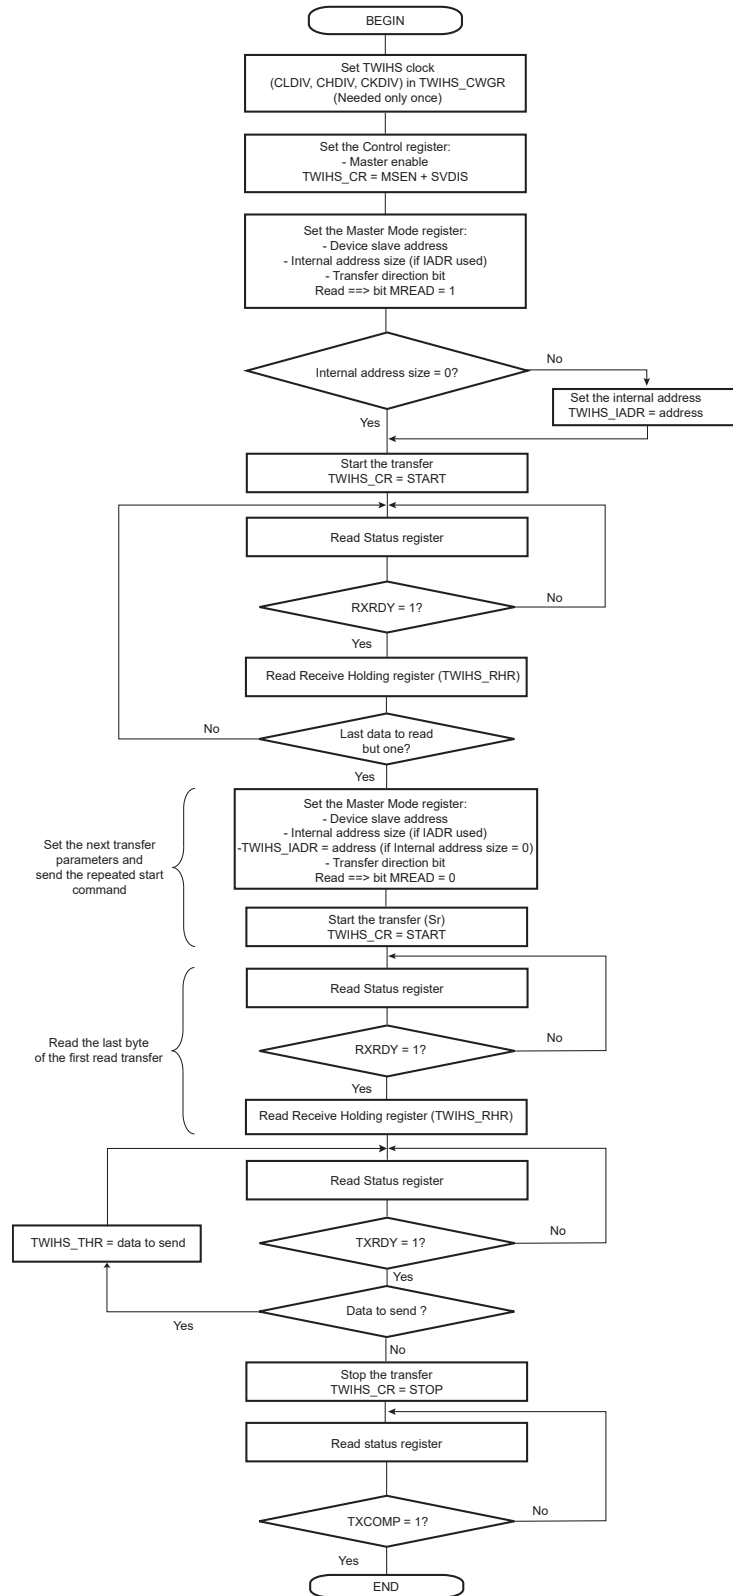 BEGIN
Set TWIHS clock
(CLDIV, CHDIV, CKDIV) in TWIHS_CWGR
(Needed only once)
Set the Control register:
- Master enable
TWIHS_CR = MSEN + SVDIS
Set the Master Mode register:
- Device slave address
- Internal address size (if IADR used)
- Transfer direction bit
Read ==> bit MREAD = 1
Internal address size = 0?
No
Set the internal address
TWIHS_IADR = address
Yes
Start the transfer
TWIHS_CR = START
Read Status register
RXRDY = 1?
No
Yes
Read Receive Holding register (TWIHS_RHR)
Last data to read
but one?
No
Yes
Set the next transfer
parameters and
send the repeated start
command
Set the Master Mode register:
- Device slave address
- Internal address size (if IADR used)
-TWIHS_IADR = address (if Internal address size = 0)
- Transfer direction bit
Read ==> bit MREAD = 0
Start the transfer (Sr)
TWIHS_CR = START
Read the last byte
of the first read transfer
Read Status register
RXRDY = 1?
No
Yes
Read Receive Holding register (TWIHS_RHR)
Read Status register
TXRDY = 1?
No
TWIHS_THR = data to send
Yes
Data to send ?
Yes
No
Stop the transfer
TWIHS_CR = STOP
Read status register
TXCOMP = 1?
No
Yes
END